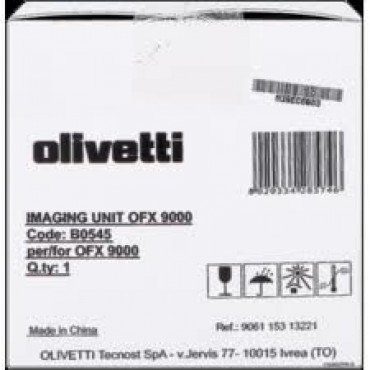 olivetti
IMAGING UNIT OFX 9000
Code: B0545
per/for OFX 9000
Q.ty: 1
Made in China
Ref.: 9061 153 13221
OLIVETTI Tecnost SpA - v.Jervis 77- 10015 Ivrea (TO)